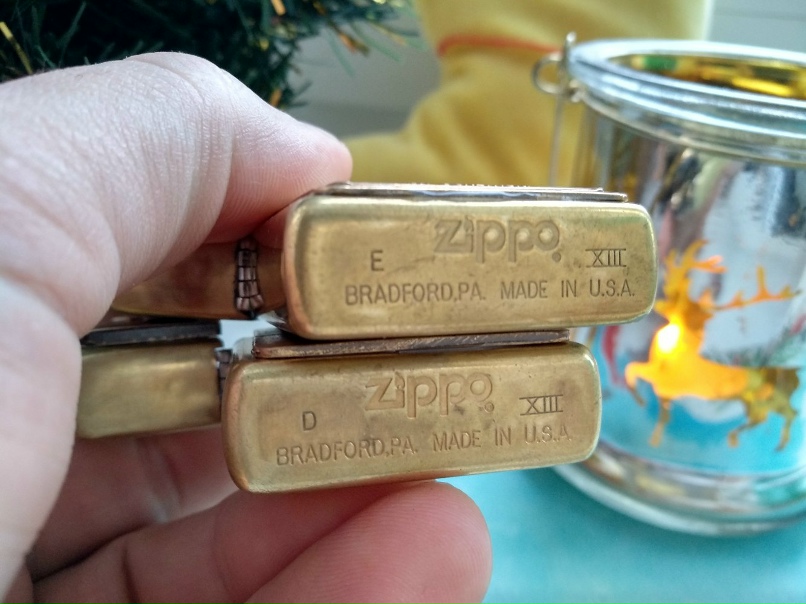 Zippo
E XIII
BRADFORD,PA. MADE IN U.S.A.
Zippo
D XIII
BRADFORD,PA. MADE IN U.S.A.